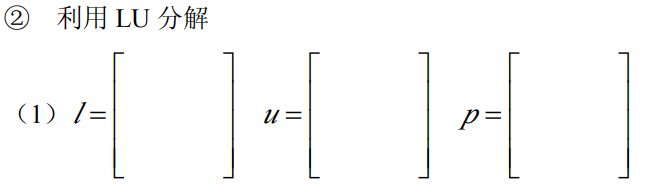 ② 利用 LU 分解
（1）l=[ ] u=[ ] p=[ ]